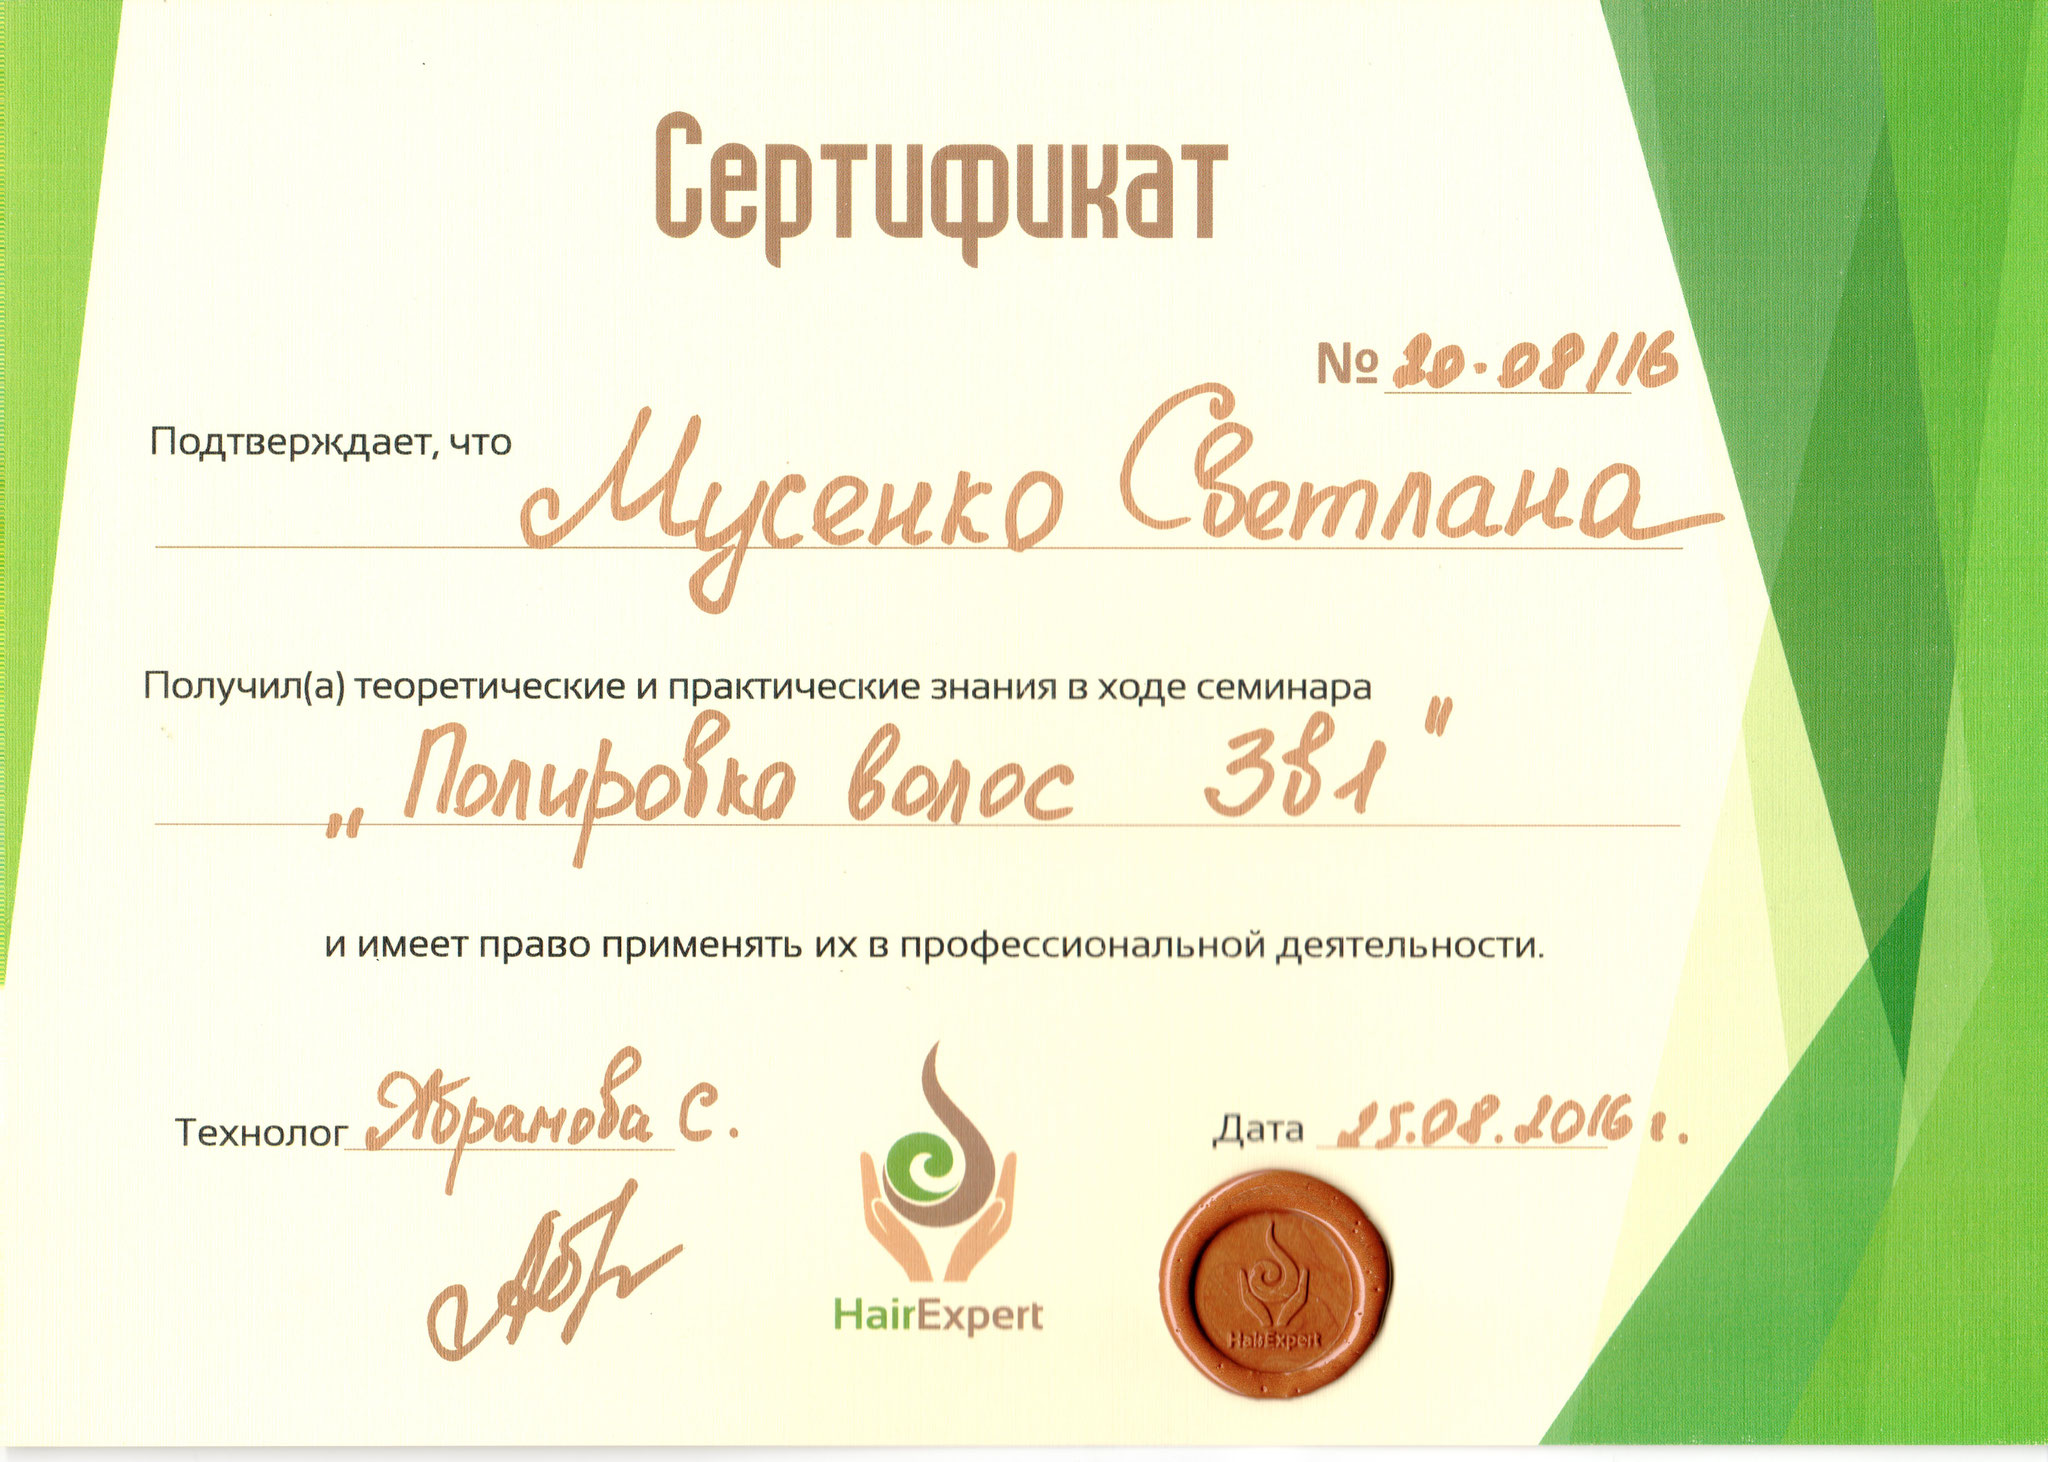 Сертификат
№ 20-08/16
Подтверждает, что Мусенко Светлана
Получил(а) теоретические и практические знания в ходе семинара
„Полировка волос 3в1"
и имеет право применять их в профессиональной деятельности.
Технолог Абрамова С. Дата 25.08.2016 г.
HairExpert
HairExpert